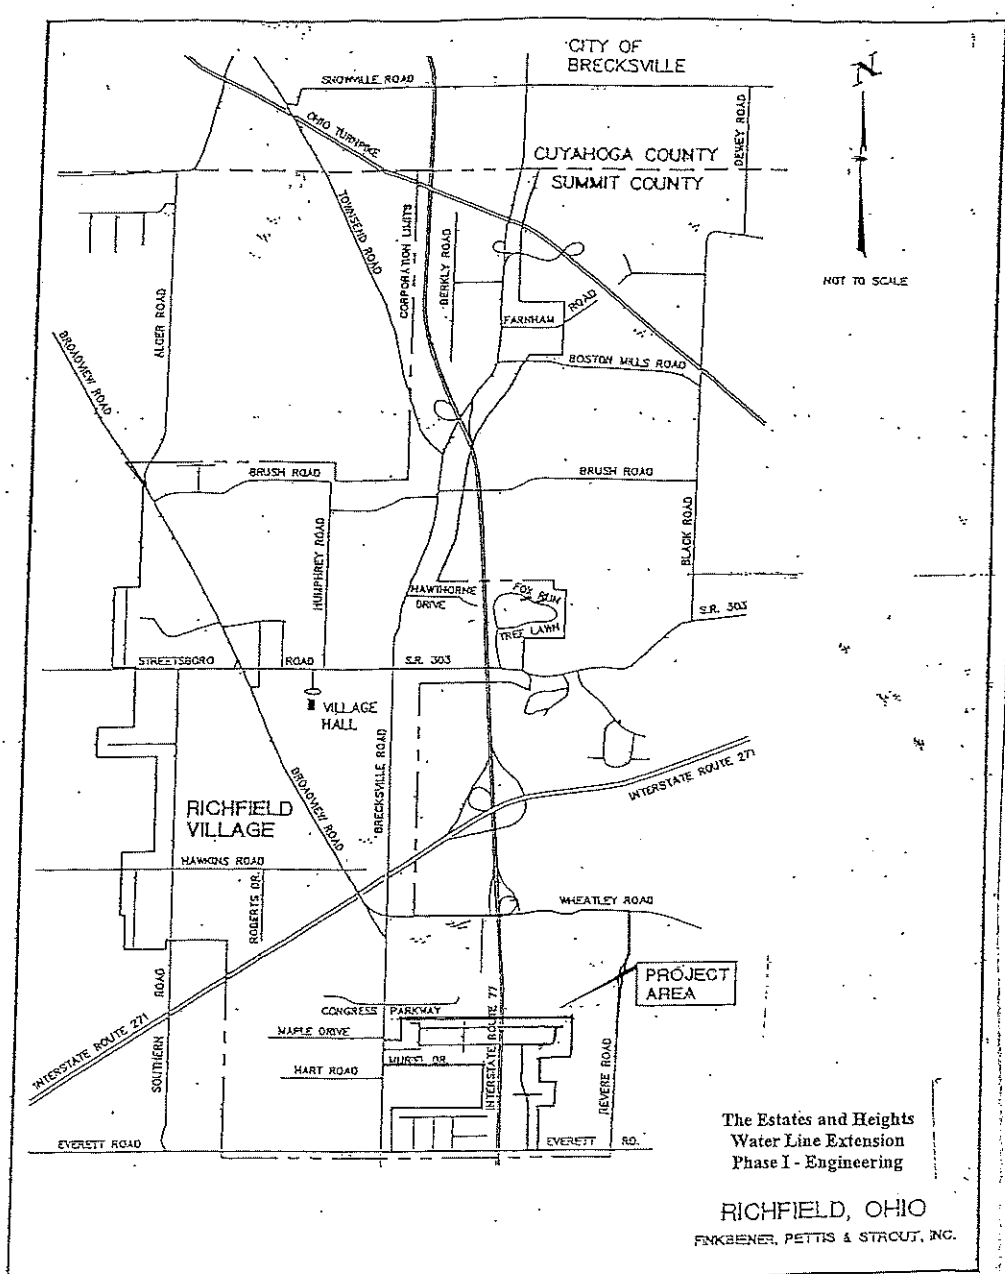 CITY OF
BRECKSVILLE
SNOWVILLE ROAD
N
OHIO TURNPIKE
DEWEY ROAD
CUYAHOGA COUNTY
SUMMIT COUNTY
TOWNSEND ROAD
CORPORATION LIMITS
BERKLY ROAD
NOT TO SCALE
ALGER ROAD
FARNHAM ROAD
BROADVIEW ROAD
BOSTON MILLS ROAD
BRUSH ROAD
BRUSH ROAD
HUMPHREY ROAD
BLACK ROAD
HAWTHORNE
DRIVE
FOX RUN
TREE LAWN
S.R. 303
STREETSBORO ROAD
S.R. 303
VILLAGE
HALL
BRECKSVILLE ROAD
BROADVIEW ROAD
INTERSTATE ROUTE 271
RICHFIELD
VILLAGE
HAWKINS ROAD
ROBERTS DR.
WHEATLEY ROAD
PROJECT
AREA
SOUTHERN ROAD
INTERSTATE ROUTE 271
CONGRESS PARKWAY
INTERSTATE ROUTE 77
MAPLE DRIVE
HART ROAD
REVERE ROAD
EVERETT ROAD
EVERETT RD.
The Estates and Heights
Water Line Extension
Phase I - Engineering
RICHFIELD, OHIO
FINKBEINER, PETTIS & STROUT, INC.